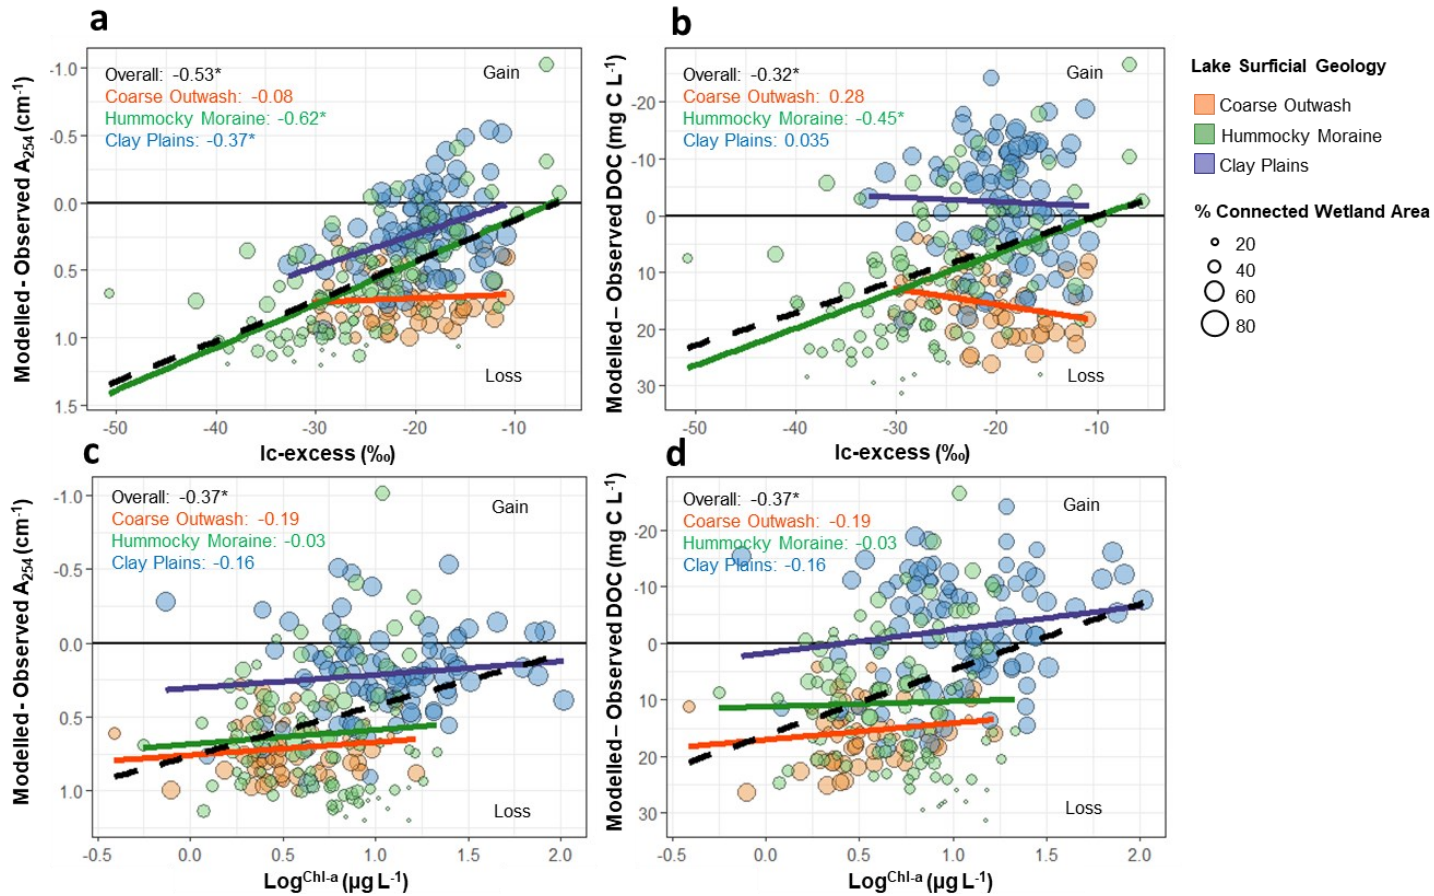 a
Modelled - Observed A254 (cm-1)
-1.0
-0.5
0.0
0.5
1.0
1.5
Overall: -0.53*
Coarse Outwash: -0.08
Hummocky Moraine: -0.62*
Clay Plains: -0.37*
Gain
Loss
-50 -40 -30 -20 -10
lc-excess (‰)
b
Modelled – Observed DOC (mg C L-1)
-20
-10
0
10
20
30
Overall: -0.32*
Coarse Outwash: 0.28
Hummocky Moraine: -0.45*
Clay Plains: 0.035
Gain
Loss
-50 -40 -30 -20 -10
lc-excess (‰)
Lake Surficial Geology
Coarse Outwash
Hummocky Moraine
Clay Plains
% Connected Wetland Area
20
40
60
80
c
Modelled - Observed A254 (cm-1)
-1.0
-0.5
0.0
0.5
1.0
Overall: -0.37*
Coarse Outwash: -0.19
Hummocky Moraine: -0.03
Clay Plains: -0.16
Gain
Loss
-0.5 0.0 0.5 1.0 1.5 2.0
LogChl-a (µg L-1)
d
Modelled – Observed DOC (mg C L-1)
-20
-10
0
10
20
30
Overall: -0.37*
Coarse Outwash: -0.19
Hummocky Moraine: -0.03
Clay Plains: -0.16
Gain
Loss
-0.5 0.0 0.5 1.0 1.5 2.0
LogChl-a (µg L-1)